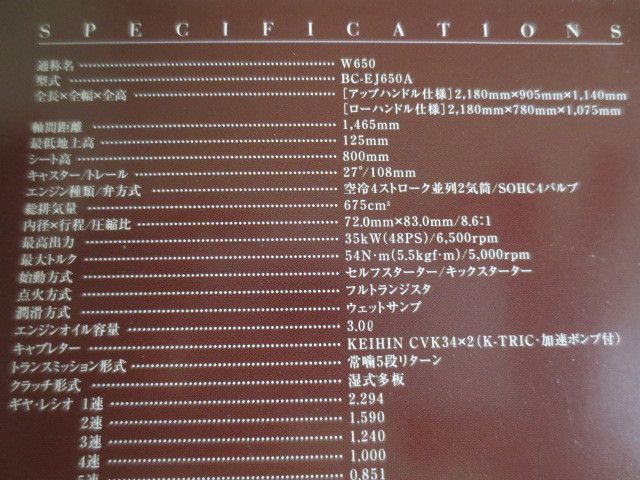 SPECIFICATIONS
通称名 W650
型式 BC-EJ650A
全長×全幅×全高 [アップハンドル仕様]2,180mm×905mm×1,140mm
[ローハンドル仕様]2,180mm×780mm×1,075mm
軸間距離 1,465mm
最低地上高 125mm
シート高 800mm
キャスター/トレール 27°/108mm
エンジン種類/弁方式 空冷4ストローク並列2気筒/SOHC4バルブ
総排気量 675cm³
内径×行程/圧縮比 72.0mm×83.0mm/8.6:1
最高出力 35kW(48PS)/6,500rpm
最大トルク 54N・m(5.5kgf・m)/5,000rpm
始動方式 セルフスターター/キックスターター
点火方式 フルトランジスタ
潤滑方式 ウェットサンプ
エンジンオイル容量 3.0ℓ
キャブレター KEIHIN CVK34×2(K-TRIC・加速ポンプ付)
トランスミッション形式 常噛5段リターン
クラッチ形式 湿式多板
ギヤ・レシオ 1速 2.294
2速 1.590
3速 1.240
4速 1.000
5速 0.851